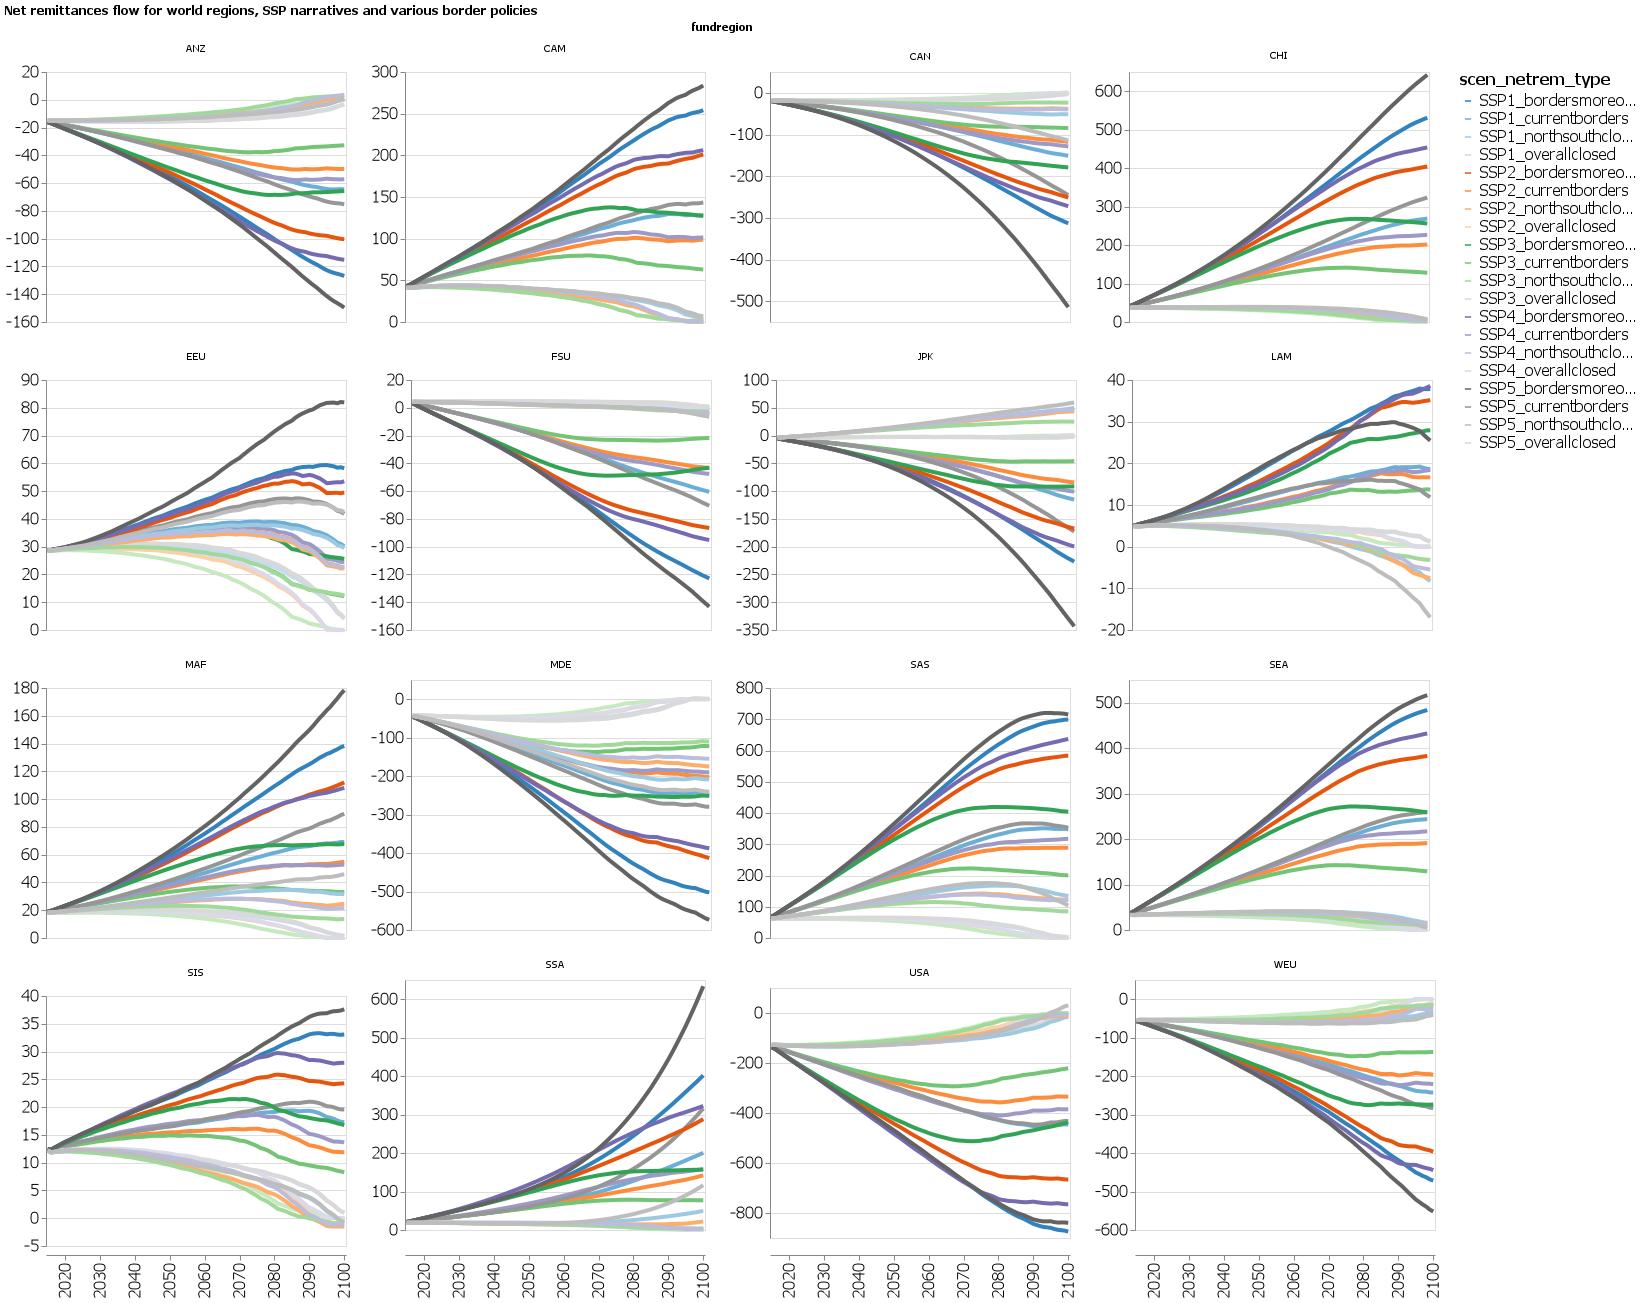 Net remittances flow for world regions, SSP narratives and various border policies
fundregion
ANZ
20
0
-20
-40
-60
-80
-100
-120
-140
-160
CAM
300
250
200
150
100
50
0
CAN
0
-100
-200
-300
-400
-500
CHI
600
500
400
300
200
100
0
EEU
90
80
70
60
50
40
30
20
10
0
FSU
20
0
-20
-40
-60
-80
-100
-120
-140
-160
JPK
100
50
0
-50
-100
-150
-200
-250
-300
-350
LAM
40
30
20
10
0
-10
-20
MAF
180
160
140
120
100
80
60
40
20
0
MDE
0
-100
-200
-300
-400
-500
-600
SAS
800
700
600
500
400
300
200
100
0
SEA
500
400
300
200
100
0
SIS
40
35
30
25
20
15
10
5
0
-5
2020 2030 2040 2050 2060 2070 2080 2090 2100
SSA
600
500
400
300
200
100
0
2020 2030 2040 2050 2060 2070 2080 2090 2100
USA
0
-200
-400
-600
-800
2020 2030 2040 2050 2060 2070 2080 2090 2100
WEU
0
-100
-200
-300
-400
-500
-600
2020 2030 2040 2050 2060 2070 2080 2090 2100
scen_netrem_type
SSP1_bordersmoreo...
SSP1_currentborders
SSP1_northsouthclo...
SSP1_overallclosed
SSP2_bordersmoreo...
SSP2_currentborders
SSP2_northsouthclo...
SSP2_overallclosed
SSP3_bordersmoreo...
SSP3_currentborders
SSP3_northsouthclo...
SSP3_overallclosed
SSP4_bordersmoreo...
SSP4_currentborders
SSP4_northsouthclo...
SSP4_overallclosed
SSP5_bordersmoreo...
SSP5_currentborders
SSP5_northsouthclo...
SSP5_overallclosed